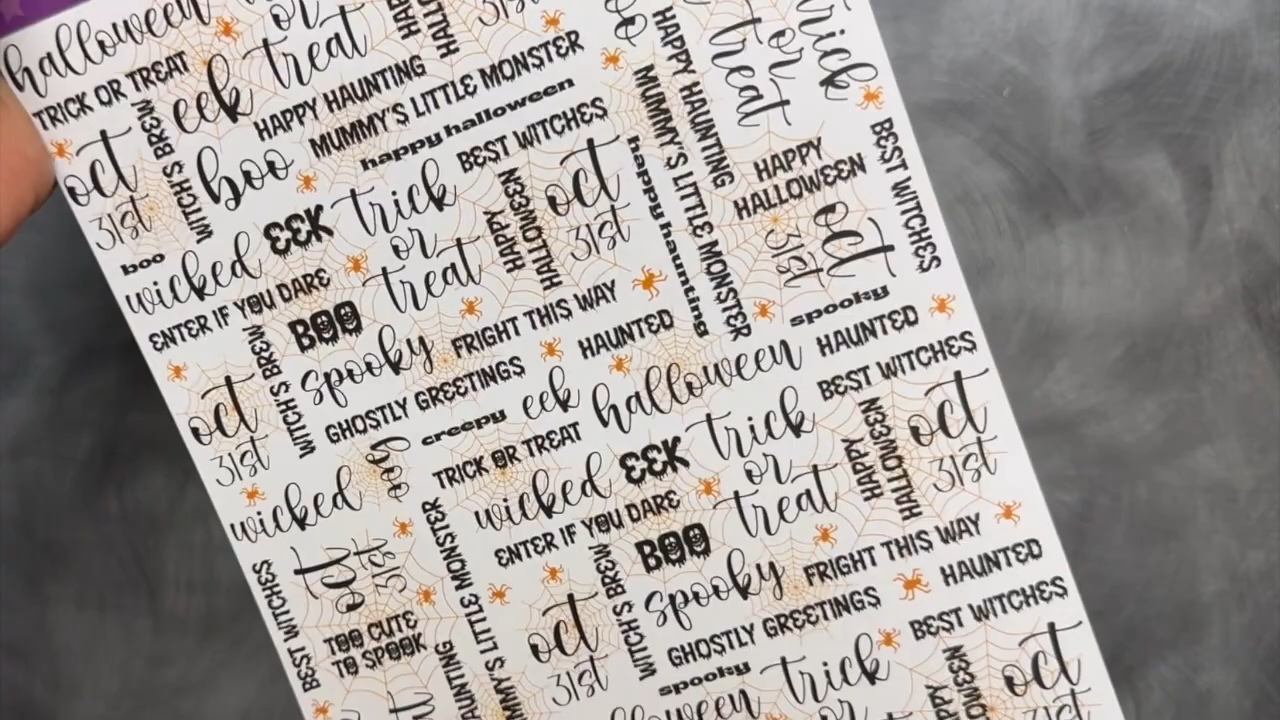 halloween
or
31st
TRICK OR TREAT
eek
treat
HAPPY HAUNTING
MUMMY'S LITTLE MONSTER
happy halloween
oct
31st
WITCH'S BREW
boo
BEST WITCHES
boo
wicked
EEK
trick
or
treat
HAPPY
HALLOWEEN
oct
31st
ENTER IF YOU DARE
BOO
WITCH'S BREW
spooky
FRIGHT THIS WAY
GHOSTLY GREETINGS
HAUNTED
oct
31st
creepy
eek
halloween
HAPPY HAUNTING
MUMMY'S LITTLE MONSTER
happy haunting
treat
or
trick
HAPPY
HALLOWEEN
oct
31st
BEST WITCHES
spooky
HAUNTED
BEST WITCHES
wicked
boo
TRICK OR TREAT
wicked
EEK
trick
or
treat
HAPPY
HALLOWEEN
oct
31st
ENTER IF YOU DARE
BOO
WITCH'S BREW
spooky
FRIGHT THIS WAY
GHOSTLY GREETINGS
HAUNTED
BEST WITCHES
BEST WITCHES
oct
31st
TOO CUTE
TO SPOOK
oct
31st
spooky
trick
or
oct
31st